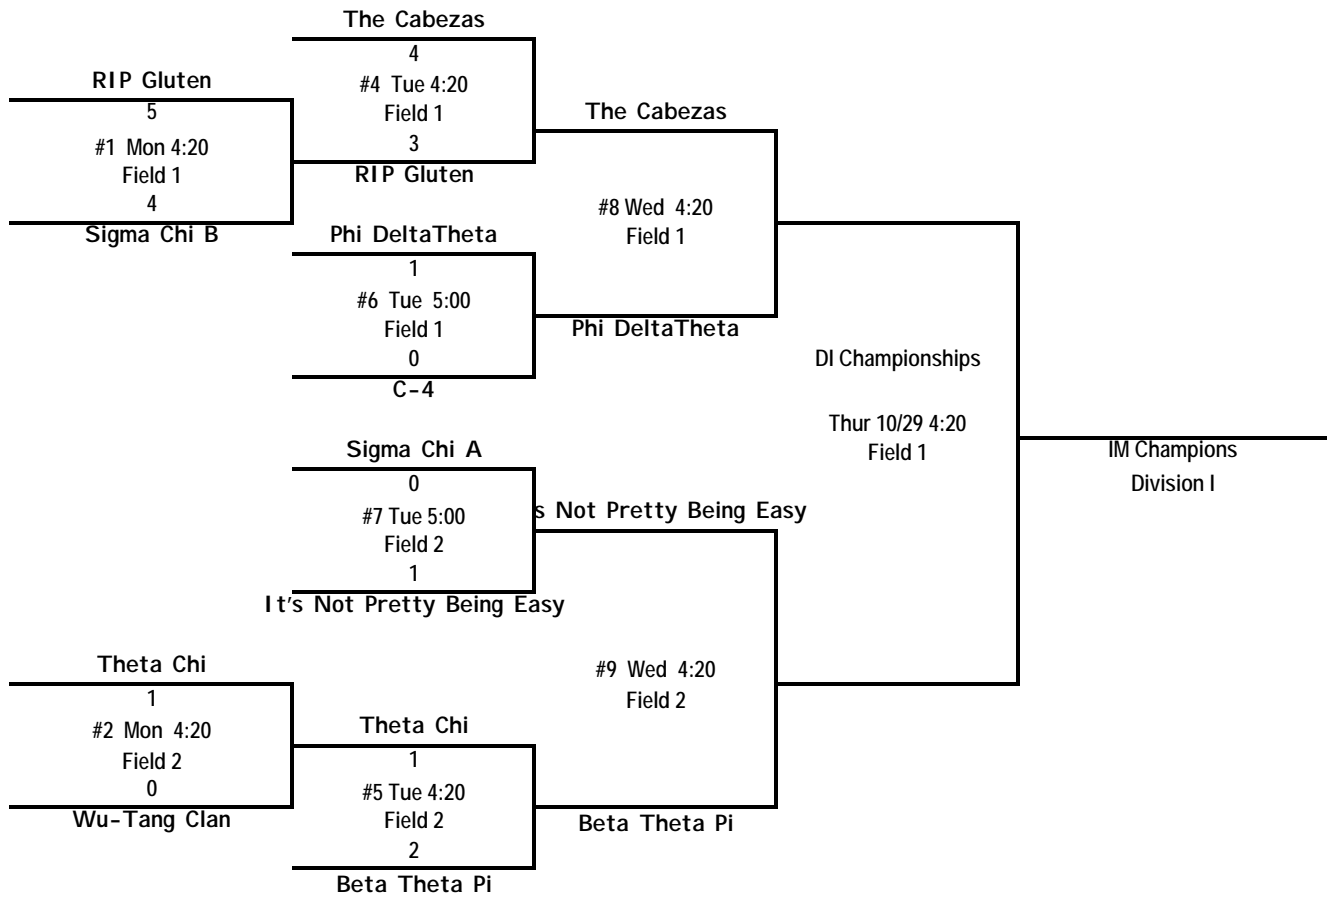 The Cabezas
4
#4 Tue 4:20
Field 1
3
RIP Gluten
RIP Gluten
5
#1 Mon 4:20
Field 1
4
Sigma Chi B
The Cabezas
#8 Wed 4:20
Field 1
Phi DeltaTheta
Phi DeltaTheta
1
#6 Tue 5:00
Field 1
0
C-4
DI Championships
Thur 10/29 4:20
Field 1
IM Champions
Division I
Sigma Chi A
0
#7 Tue 5:00
Field 2
1
It's Not Pretty Being Easy
s Not Pretty Being Easy
#9 Wed 4:20
Field 2
Beta Theta Pi
Theta Chi
1
#2 Mon 4:20
Field 2
0
Wu-Tang Clan
Theta Chi
1
#5 Tue 4:20
Field 2
2
Beta Theta Pi